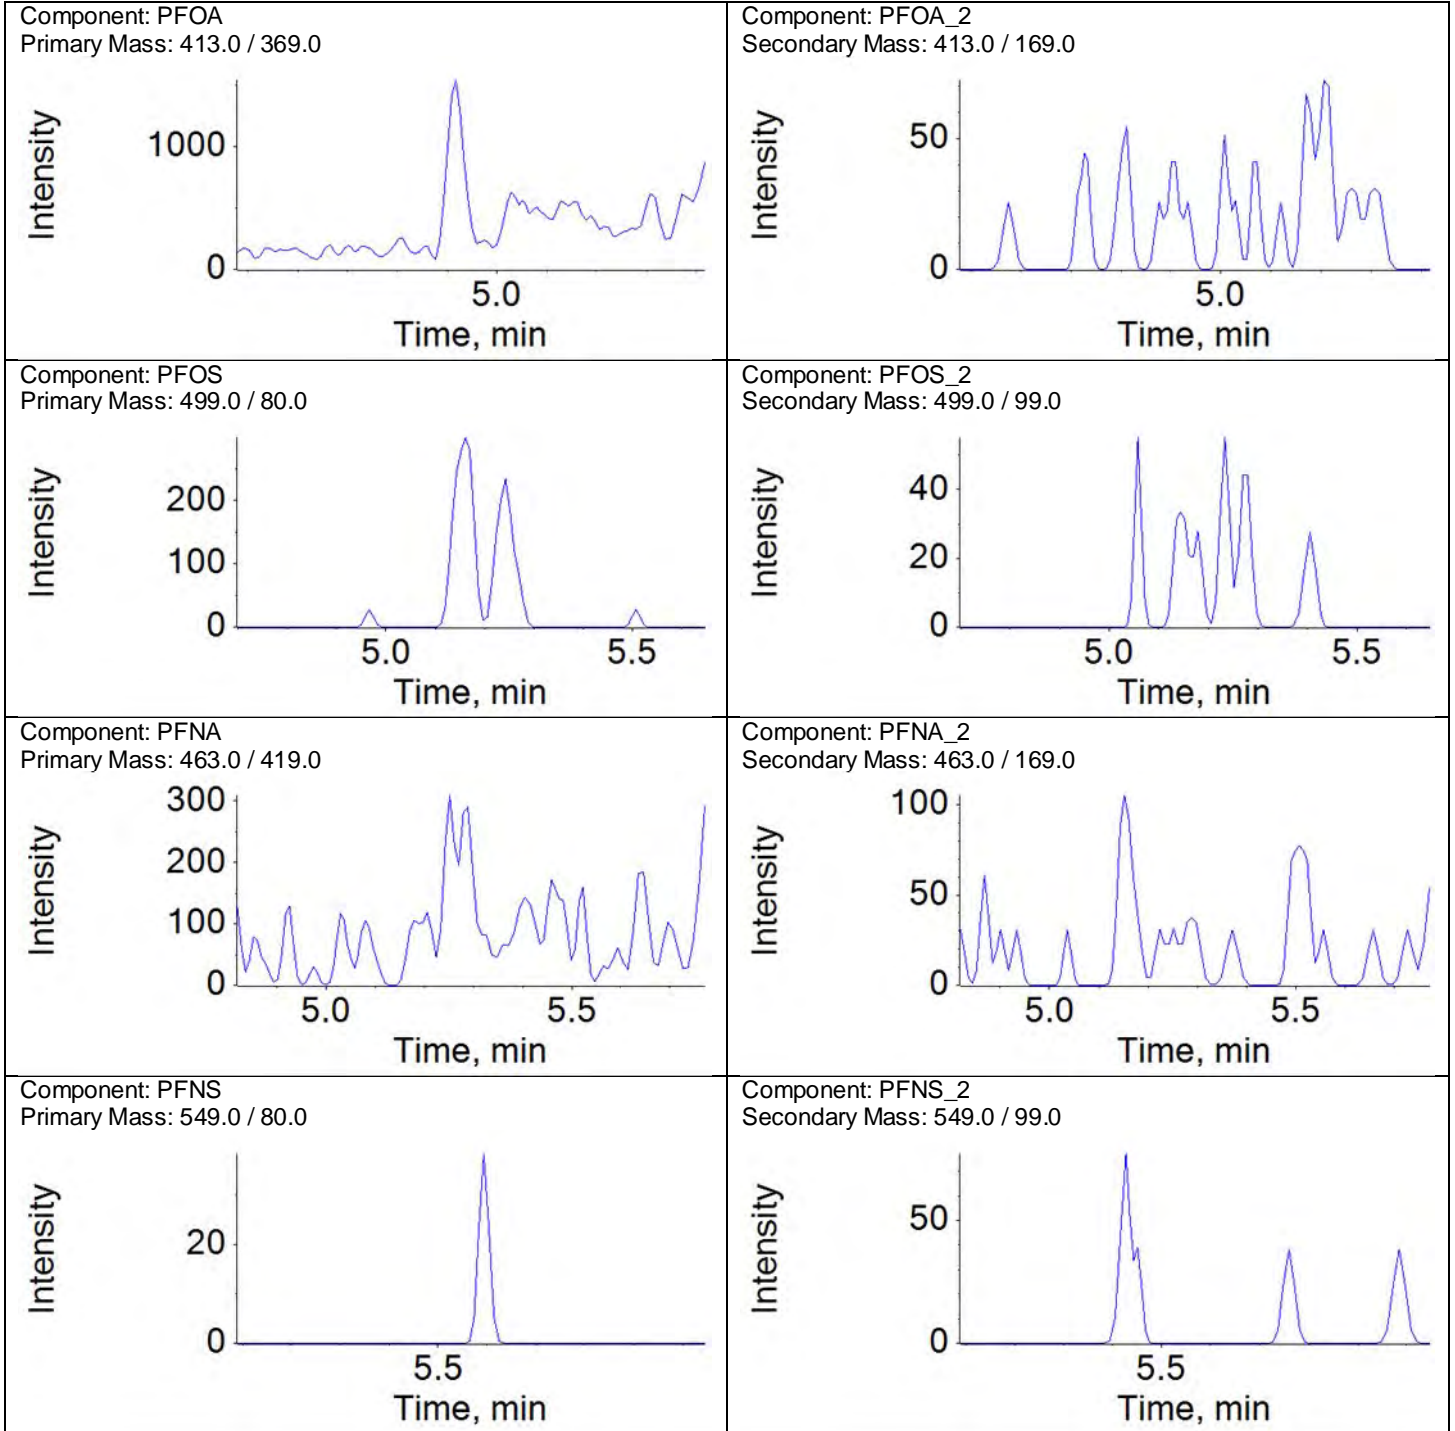 Component: PFOA
Primary Mass: 413.0 / 369.0
Intensity
1000
0
5.0
Time, min
Component: PFOA_2
Secondary Mass: 413.0 / 169.0
Intensity
50
0
5.0
Time, min
Component: PFOS
Primary Mass: 499.0 / 80.0
Intensity
200
100
0
5.0 5.5
Time, min
Component: PFOS_2
Secondary Mass: 499.0 / 99.0
Intensity
40
20
0
5.0 5.5
Time, min
Component: PFNA
Primary Mass: 463.0 / 419.0
Intensity
300
200
100
0
5.0 5.5
Time, min
Component: PFNA_2
Secondary Mass: 463.0 / 169.0
Intensity
100
50
0
5.0 5.5
Time, min
Component: PFNS
Primary Mass: 549.0 / 80.0
Intensity
20
0
5.5
Time, min
Component: PFNS_2
Secondary Mass: 549.0 / 99.0
Intensity
50
0
5.5
Time, min